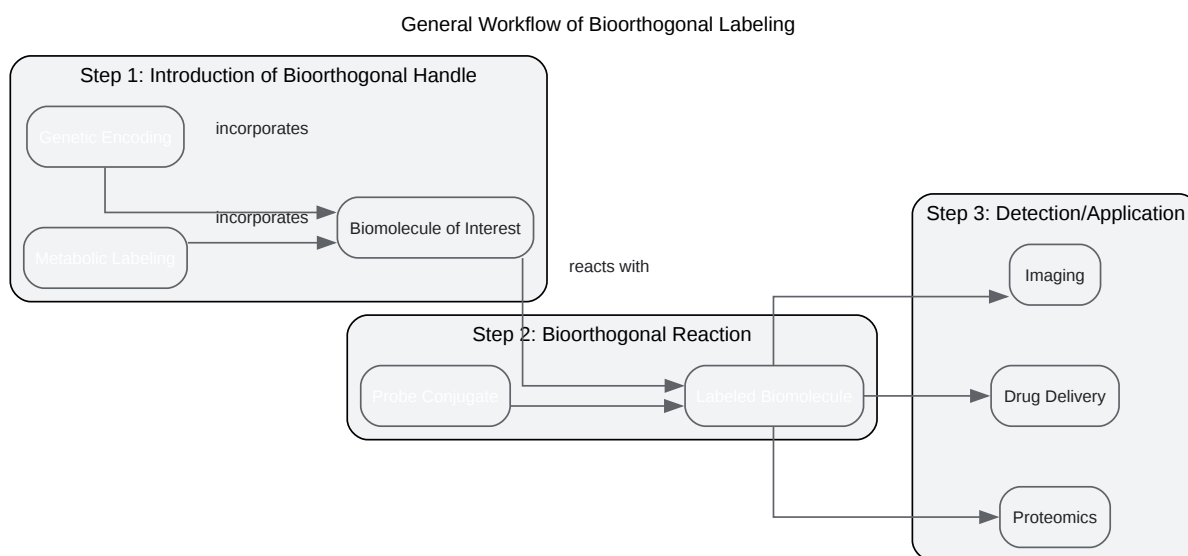 General Workflow of Bioorthogonal Labeling
Step 1: Introduction of Bioorthogonal Handle
Genetic Encoding
incorporates
incorporates
Biomolecule of Interest
Metabolic Labeling
reacts with
Step 2: Bioorthogonal Reaction
Probe Conjugate
Labeled Biomolecule
Step 3: Detection/Application
Imaging
Drug Delivery
Proteomics